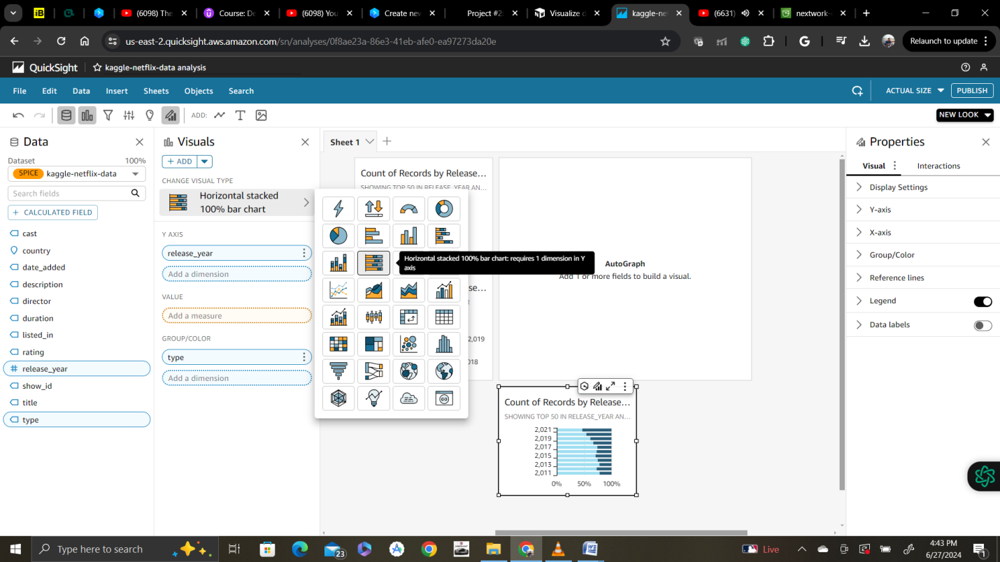 iB
(6098) The
Course: De
(6098) You
Create new
Project #2:
Visualize d
kaggle-net
(6631)
nextwork-
us-east-2.quicksight.aws.amazon.com/sn/analyses/0f8ae23a-86e3-41eb-afe0-ea97273da20e
G
Relaunch to update
QuickSight
kaggle-netflix-data analysis
File Edit Data Insert Sheets Objects Search
ACTUAL SIZE
PUBLISH
ADD:
T
NEW LOOK
Data
Dataset
100%
SPICE kaggle-netflix-data
Search fields
+ CALCULATED FIELD
cast
country
date_added
description
director
duration
listed_in
rating
# release_year
show_id
title
type
Visuals
+ ADD
CHANGE VISUAL TYPE
Horizontal stacked
100% bar chart
Y AXIS
release_year
Add a dimension
VALUE
Add a measure
GROUP/COLOR
type
Add a dimension
Sheet 1
Count of Records by Release...
SHOWING TOP 50 IN RELEASE_YEAR AN...
Horizontal stacked 100% bar chart: requires 1 dimension in Y
axis
AutoGraph
Add 1 or more fields to build a visual.
se...
2,019
018
Count of Records by Release...
SHOWING TOP 50 IN RELEASE_YEAR AN...
2,021
2,019
2,017
2,015
2,013
2,011
0% 50% 100%
Properties
Visual
Interactions
Display Settings
Y-axis
X-axis
Group/Color
Reference lines
Legend
Data labels
Type here to search
23
Live
4:43 PM
6/27/2024
1